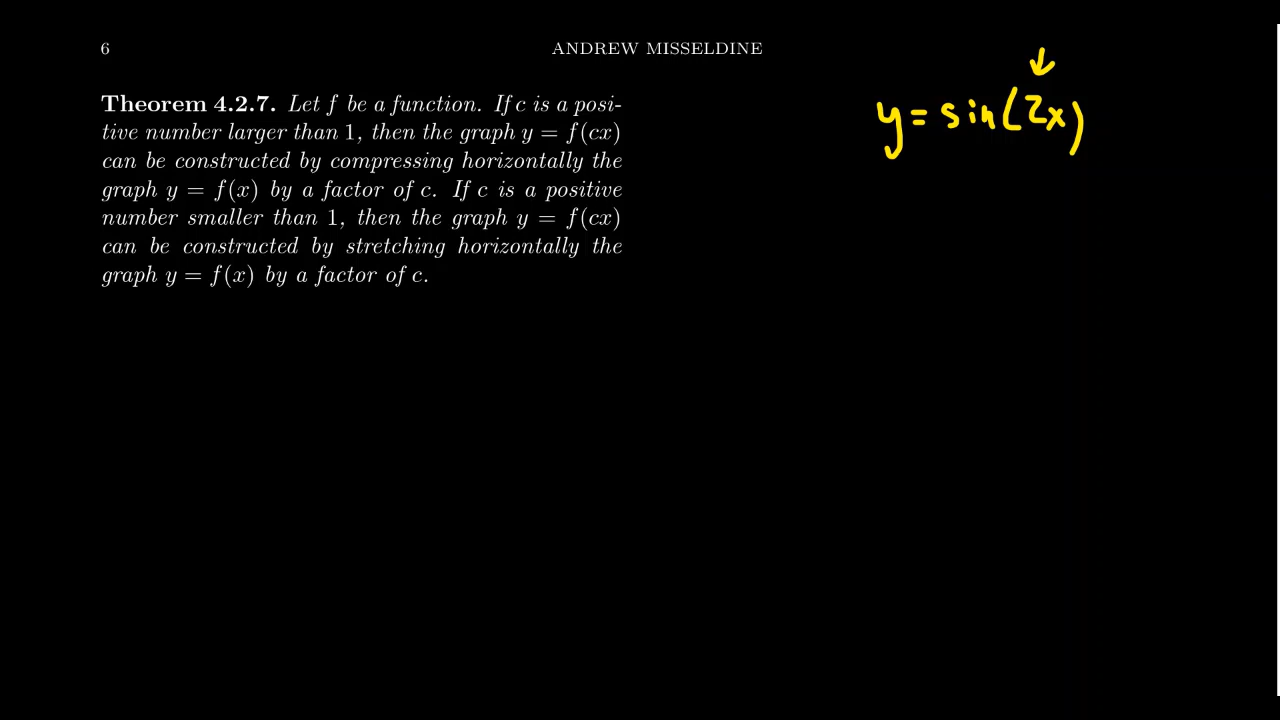 6
ANDREW MISSELDINE
Theorem 4.2.7. Let f be a function. If c is a posi-
tive number larger than 1, then the graph y = f(cx)
can be constructed by compressing horizontally the
graph y = f(x) by a factor of c. If c is a positive
number smaller than 1, then the graph y = f(cx)
can be constructed by stretching horizontally the
graph y = f(x) by a factor of c.
↓
y = sin(2x)